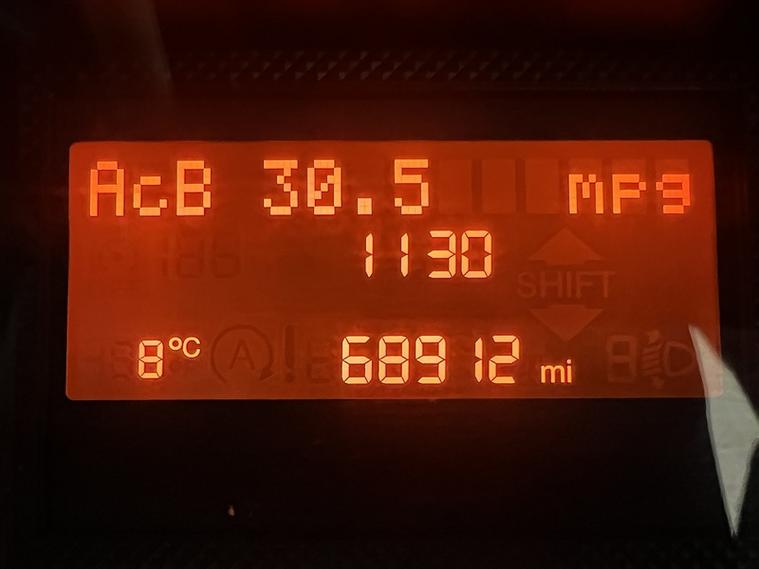 AcB 30.5 mpg
1130
SHIFT
8°C A ! 68912 mi